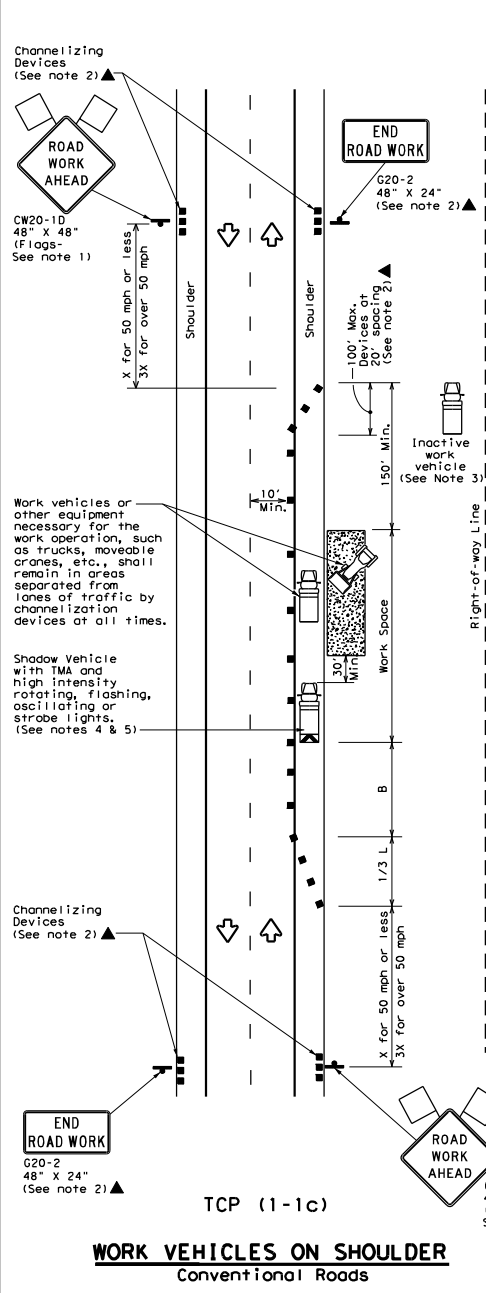 Channelizing
Devices
(See note 2)▲
ROAD
WORK
AHEAD
CW20-1D
48" X 48"
(Flags-
See note 1)
END
ROAD WORK
G20-2
48" X 24"
(See note 2)▲
X for 50 mph or less
3X for over 50 mph
Shoulder
Shoulder
100' Max.
Devices at
20' spacing
(See note 2)▲
150' Min.
Inactive
work
vehicle
(See Note 3)
Right-of-way Line
10'
Min.
Work vehicles or
other equipment
necessary for the
work operation, such
as trucks, moveable
cranes, etc., shall
remain in areas
separated from
lanes of traffic by
channelization
devices at all times.
Work Space
30'
Min.
Shadow Vehicle
with TMA and
high intensity
rotating, flashing,
oscillating or
strobe lights.
(See notes 4 & 5)
B
1/3 L
Channelizing
Devices
(See note 2)▲
X for 50 mph or less
3X for over 50 mph
END
ROAD WORK
G20-2
48" X 24"
(See note 2)▲
ROAD
WORK
AHEAD
TCP (1-1c)
WORK VEHICLES ON SHOULDER
Conventional Roads